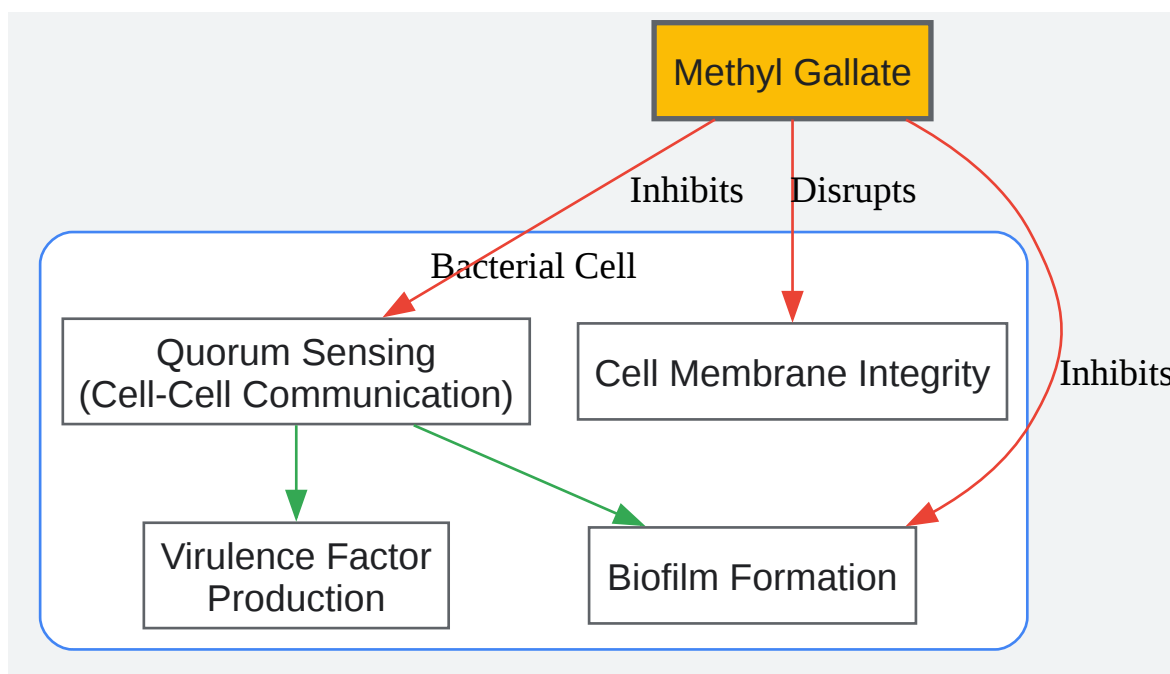 Methyl Gallate
Inhibits
Disrupts
Bacterial Cell
Quorum Sensing
(Cell-Cell Communication)
Cell Membrane Integrity
Inhibits
Virulence Factor
Production
Biofilm Formation